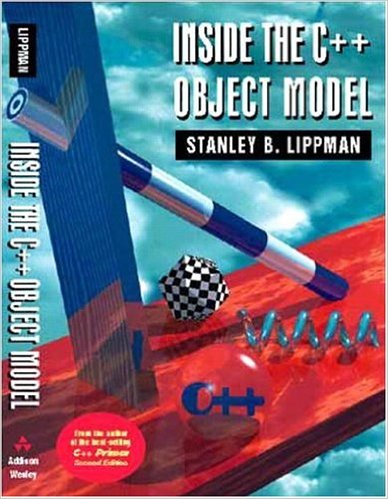 LIPPMAN
INSIDE THE C++ OBJECT MODEL
Addison
Wesley
INSIDE THE C++
OBJECT MODEL
STANLEY B. LIPPMAN
C++
From the author
of the best-selling
C++ Primer
Second Edition